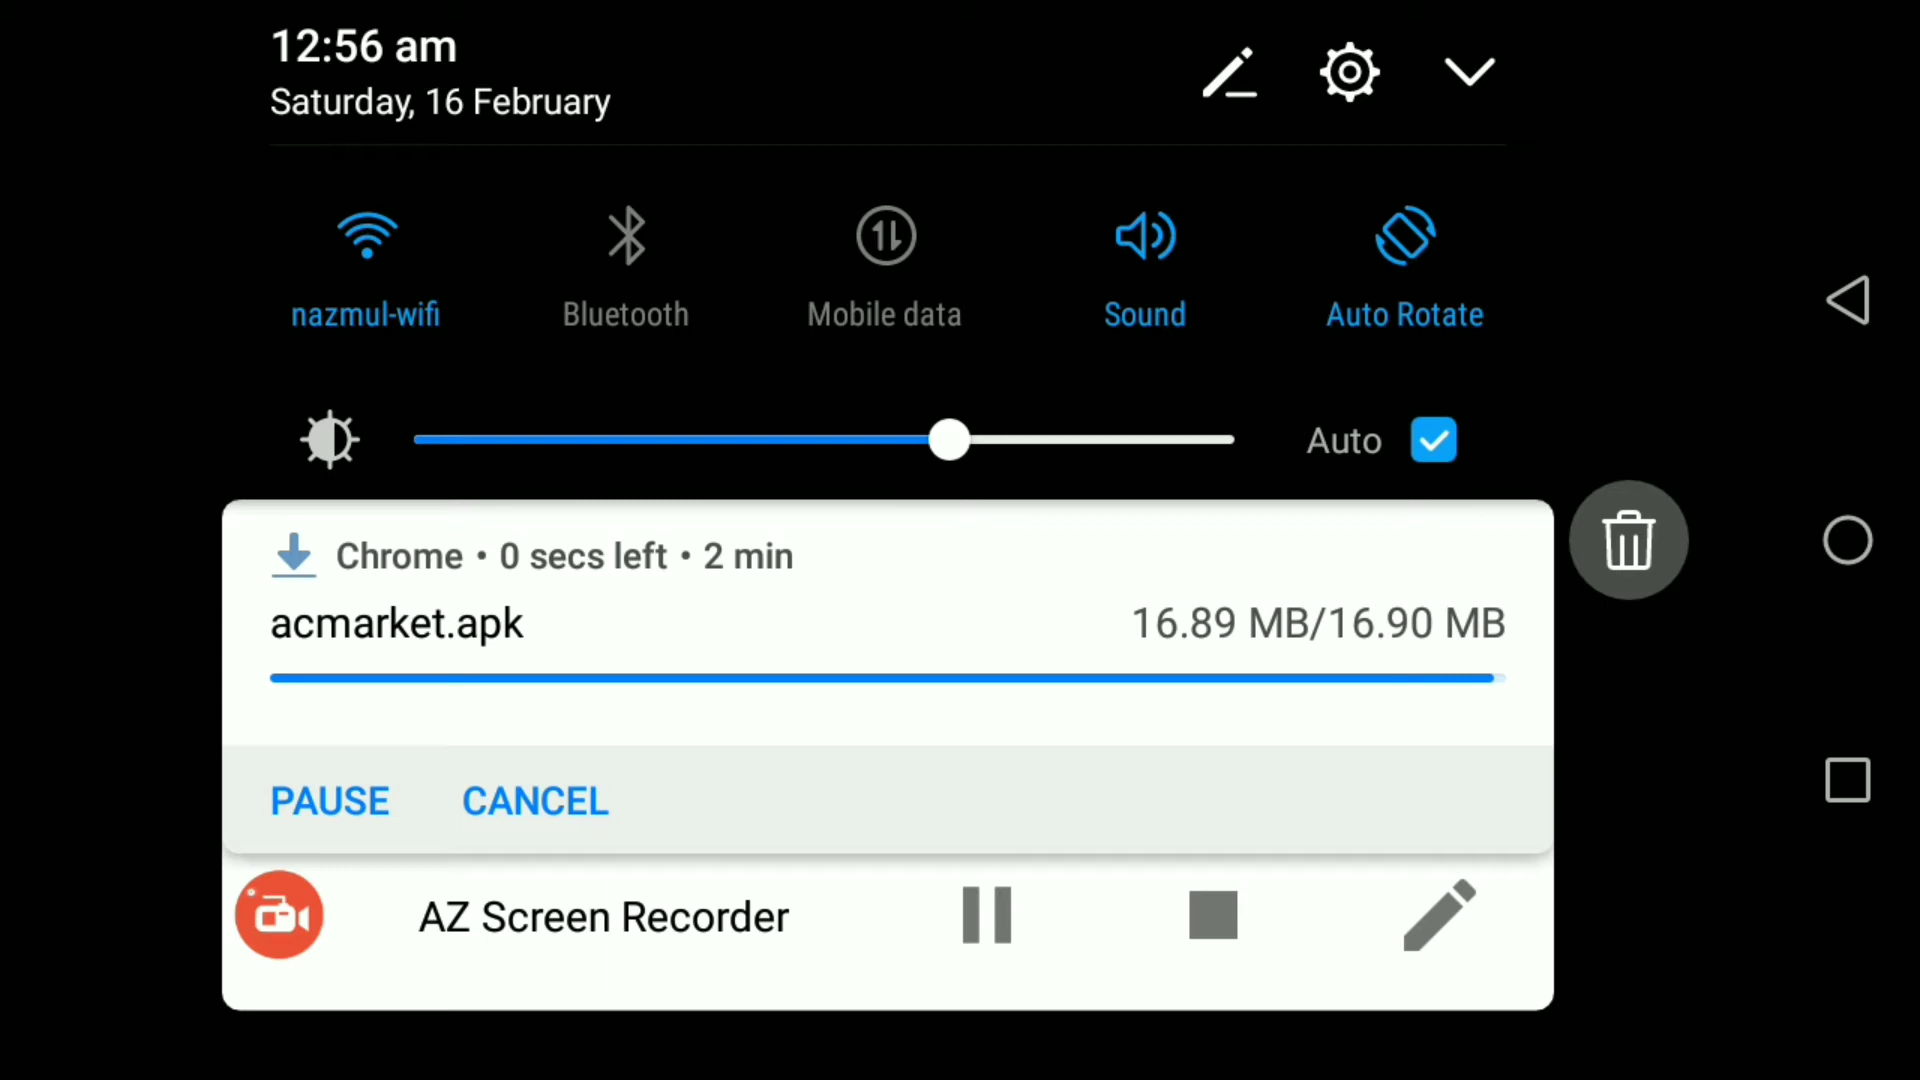 12:56 am
Saturday, 16 February
nazmul-wifi
Bluetooth
Mobile data
Sound
Auto Rotate
Auto
Chrome • 0 secs left • 2 min
acmarket.apk 16.89 MB/16.90 MB
PAUSE CANCEL
AZ Screen Recorder